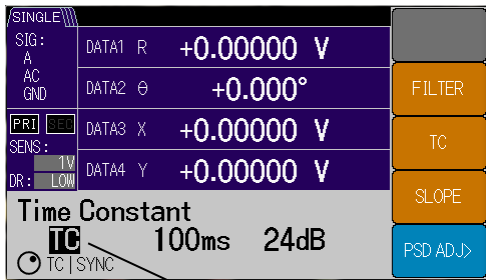 SINGLE
SIG:
A
AC
GND
PRI SEC
SENS:
1V
DR: LOW
DATA1 R +0.00000 V
DATA2 θ +0.000°
DATA3 X +0.00000 V
DATA4 Y +0.00000 V
Time Constant
TC 100ms 24dB
TC|SYNC
FILTER
TC
SLOPE
PSD ADJ>